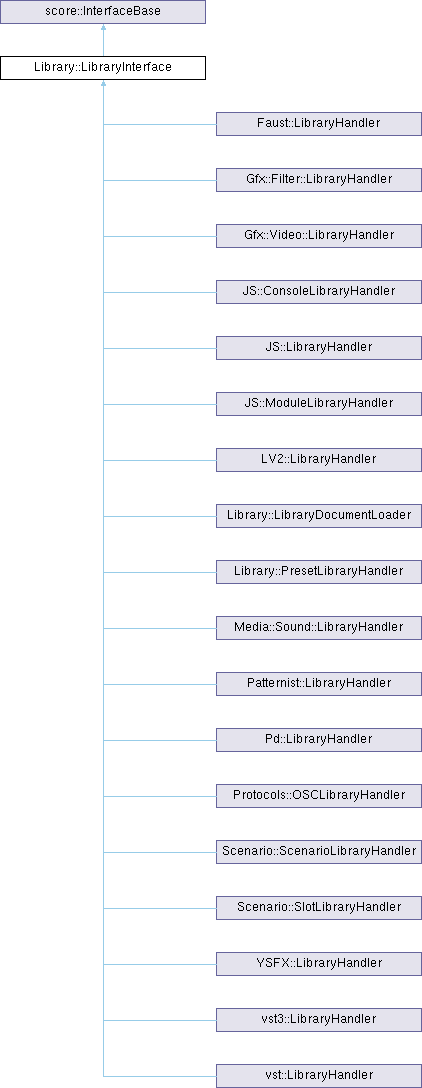 score::InterfaceBase
Library::LibraryInterface
Faust::LibraryHandler
Gfx::Filter::LibraryHandler
Gfx::Video::LibraryHandler
JS::ConsoleLibraryHandler
JS::LibraryHandler
JS::ModuleLibraryHandler
LV2::LibraryHandler
Library::LibraryDocumentLoader
Library::PresetLibraryHandler
Media::Sound::LibraryHandler
Patternist::LibraryHandler
Pd::LibraryHandler
Protocols::OSCLibraryHandler
Scenario::ScenarioLibraryHandler
Scenario::SlotLibraryHandler
YSFX::LibraryHandler
vst3::LibraryHandler
vst::LibraryHandler